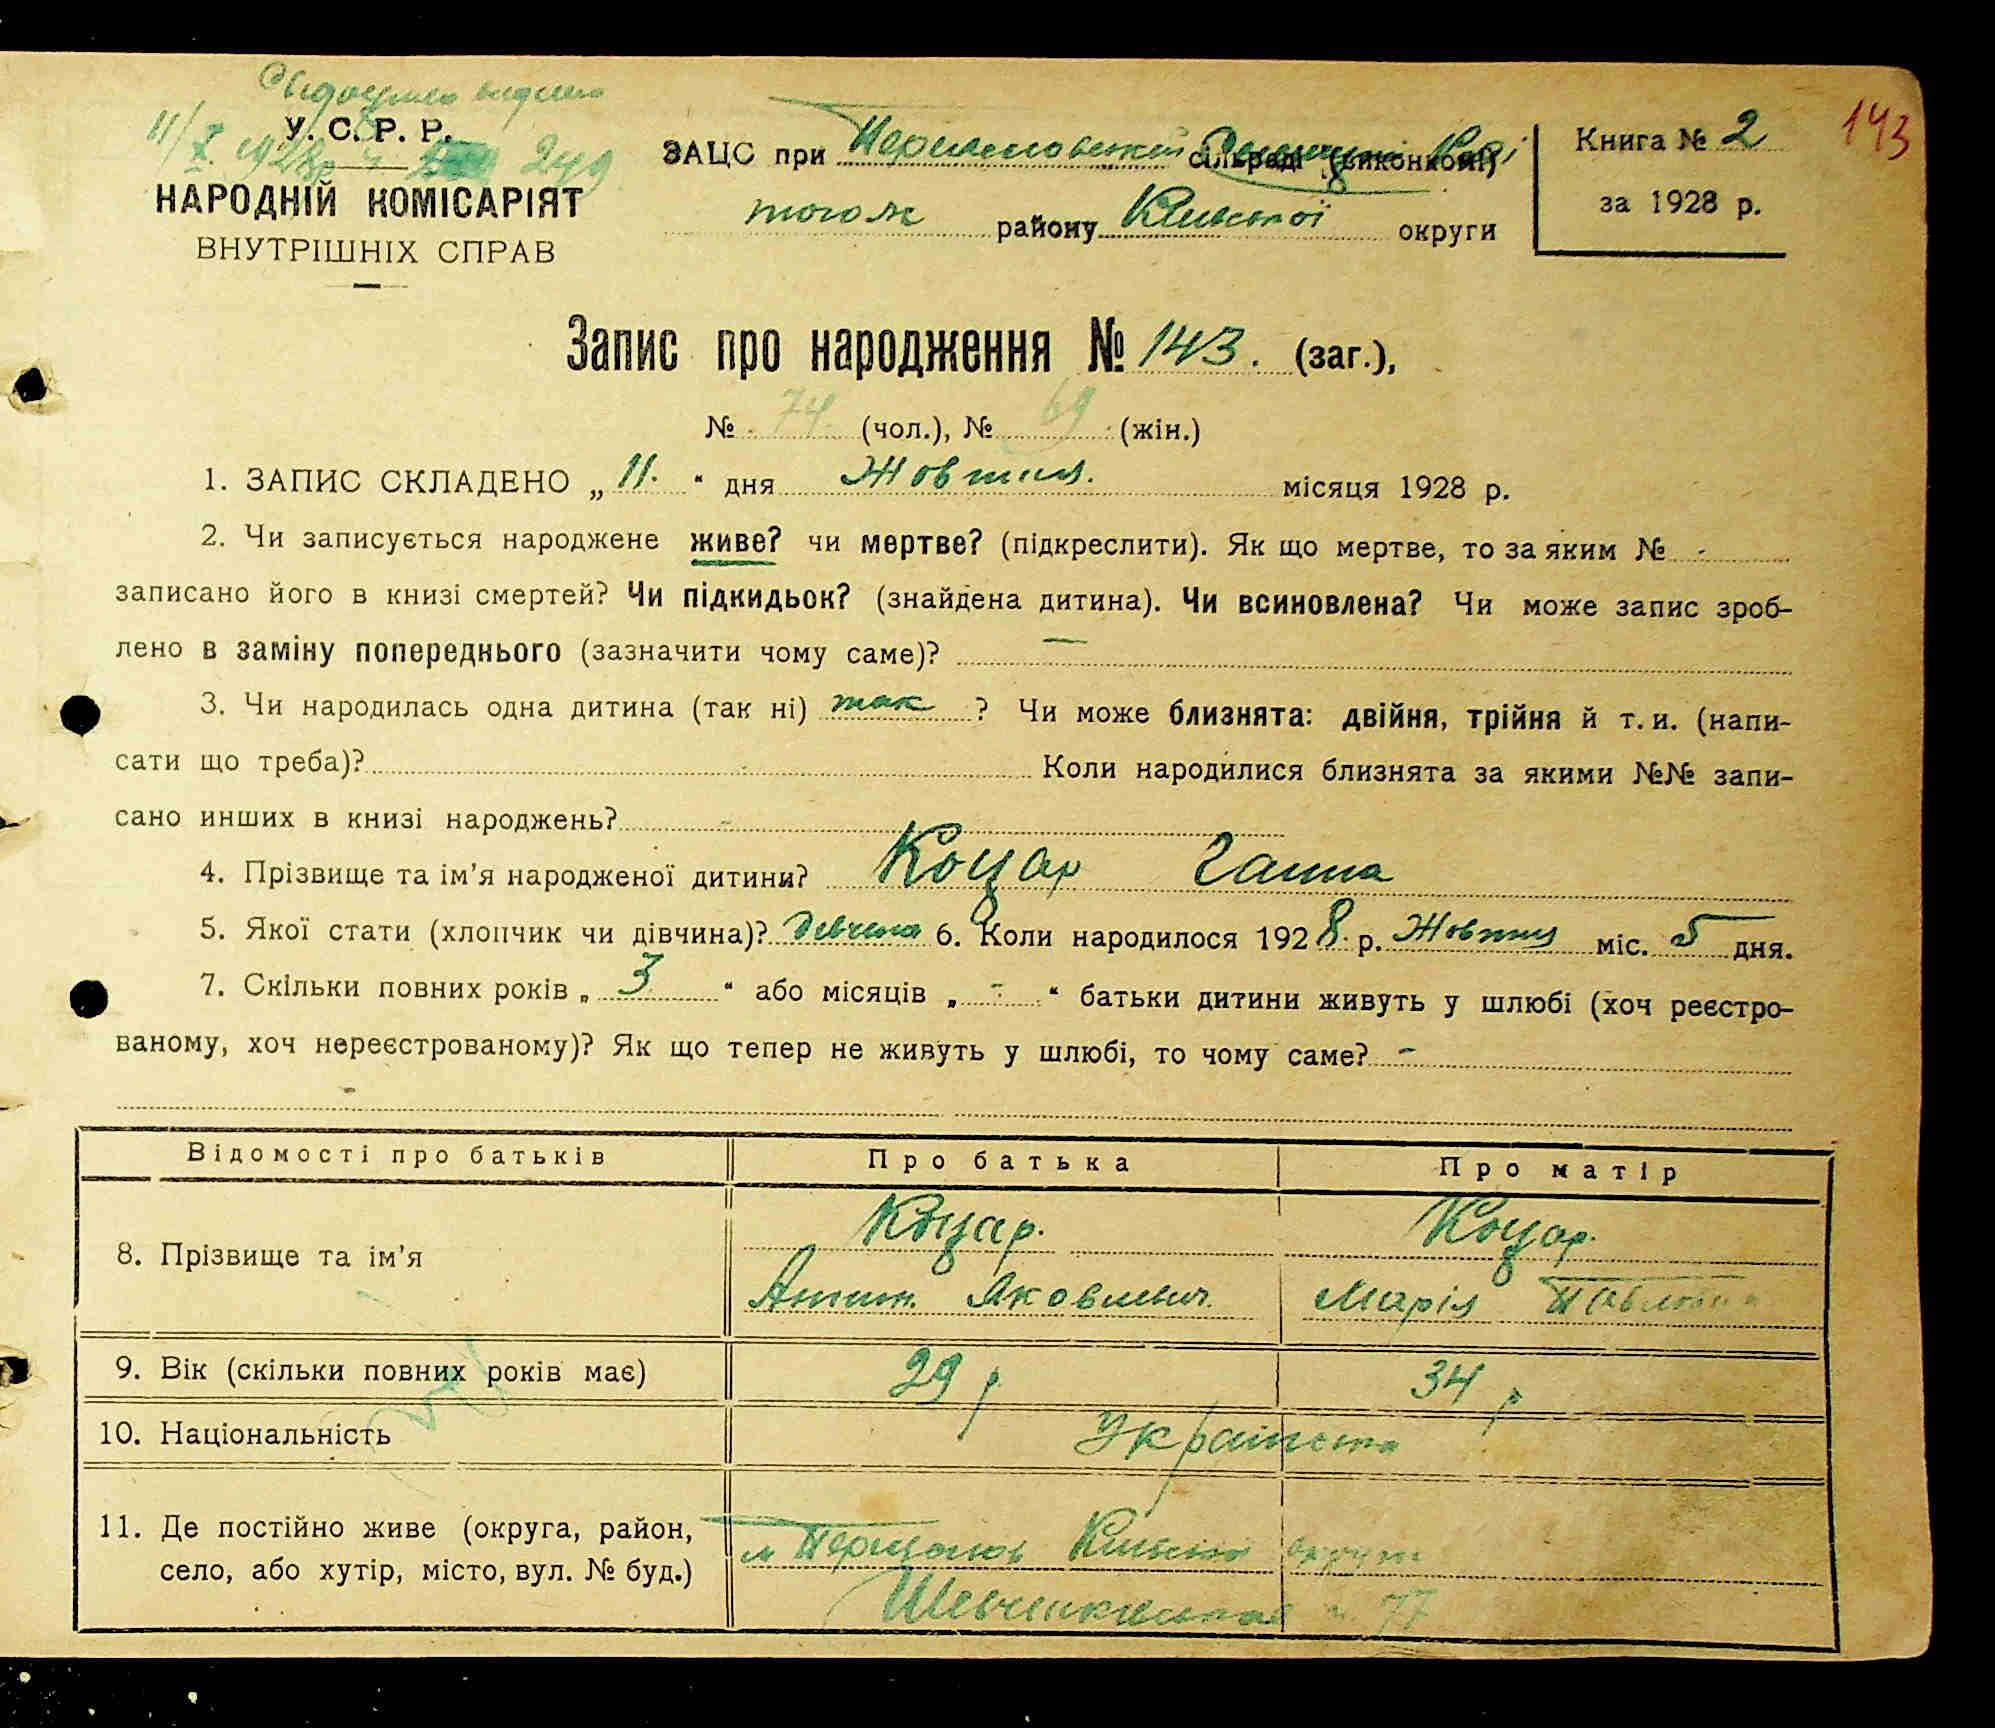 У. С. Р. Р.
НАРОДНІЙ КОМІСАРІЯТ
ВНУТРІШНІХ СПРАВ
ЗАЦС при сільраді (виконкомі)
тогож району Київської округи
Книга № 2
за 1928 р.
143
Запис про народження № 143. (заг.),
№ 74 (чол.), № 69 (жін.)
1. ЗАПИС СКЛАДЕНО „11.“ дня Жовтня. місяця 1928 р.
2. Чи записується народжене живе? чи мертве? (підкреслити). Як що мертве, то за яким № -
записано його в книзі смертей? Чи підкидьок? (знайдена дитина). Чи всиновлена? Чи може запис зроб-
лено в заміну попереднього (зазначити чому саме)? —
3. Чи народилась одна дитина (так ні) так ? Чи може близнята: двійня, трійня й т. и. (напи-
сати що треба)? Коли народилися близнята за якими №№ запи-
сано инших в книзі народжень?
4. Прізвище та ім’я народженої дитини? Коцар Ганна
5. Якої стати (хлопчик чи дівчина)? Дівчина 6. Коли народилося 1928 р. Жовтня міс. 5 дня.
7. Скільки повних років „ 3 “ або місяців „ - “ батьки дитини живуть у шлюбі (хоч реєстро-
ваному, хоч нереєстрованому)? Як що тепер не живуть у шлюбі, то чому саме? -
Відомості про батьків Про батька Про матір
8. Прізвище та ім’я Коцар. Коцар.
Антін. Яковлевич. Марія Павловна
9. Вік (скільки повних років має) 29 р 34 р
10. Національність
11. Де постійно живе (округа, район,
село, або хутір, місто, вул. № буд.)
Шевченківська 77